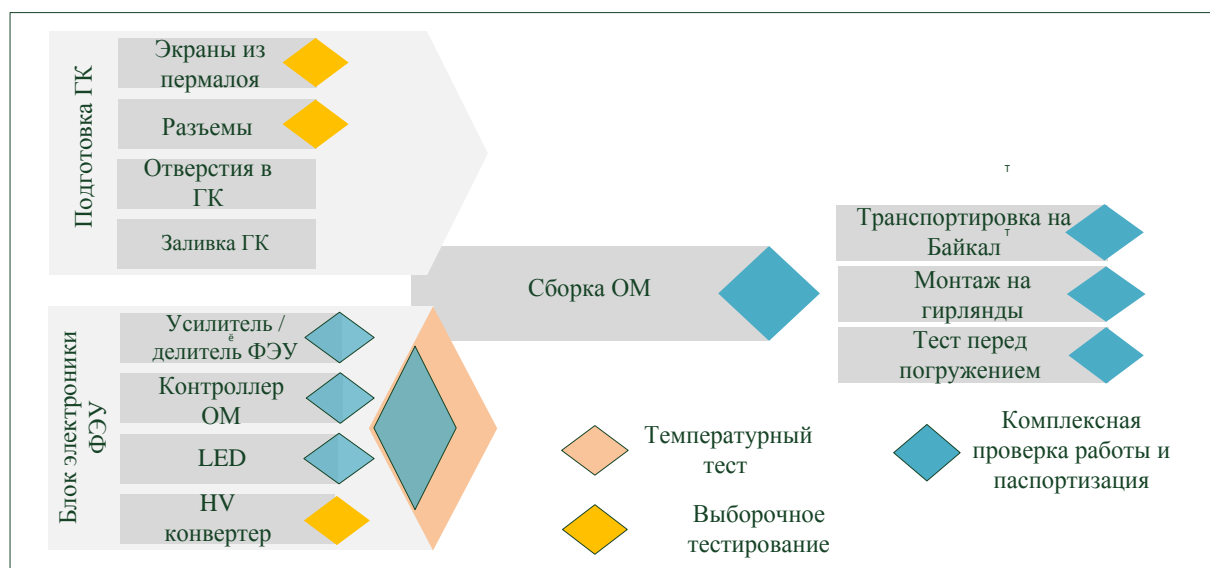 Подготовка ГК
Экраны из
пермалоя
Разъемы
Отверстия в
ГК
Заливка ГК
Блок электроники
ФЭУ
Усилитель /
ё
делитель ФЭУ
Контроллер
ОМ
LED
HV
конвертер
Сборка ОМ
т
Транспортировка на
т
Байкал
Монтаж на
гирлянды
Тест перед
погружением
Температурный
тест
Выборочное
тестирование
Комплексная
проверка работы и
паспортизация